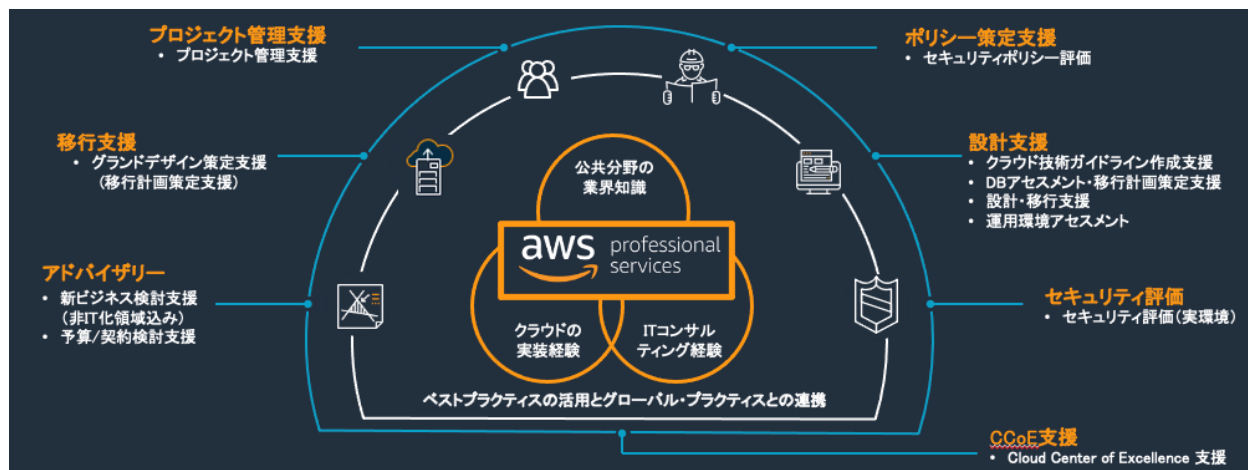 プロジェクト管理支援
• プロジェクト管理支援
移行支援
• グランドデザイン策定支援
(移行計画策定支援)
アドバイザリー
• 新ビジネス検討支援
(非IT化領域込み)
• 予算/契約検討支援
公共分野の
業界知識
aws professional
services
クラウドの
実装経験
ITコンサル
ティング経験
ベストプラクティスの活用とグローバル・プラクティスとの連携
ポリシー策定支援
• セキュリティポリシー評価
設計支援
• クラウド技術ガイドライン作成支援
• DBアセスメント・移行計画策定支援
• 設計・移行支援
• 運用環境アセスメント
セキュリティ評価
• セキュリティ評価(実環境)
CCoE支援
• Cloud Center of Excellence 支援